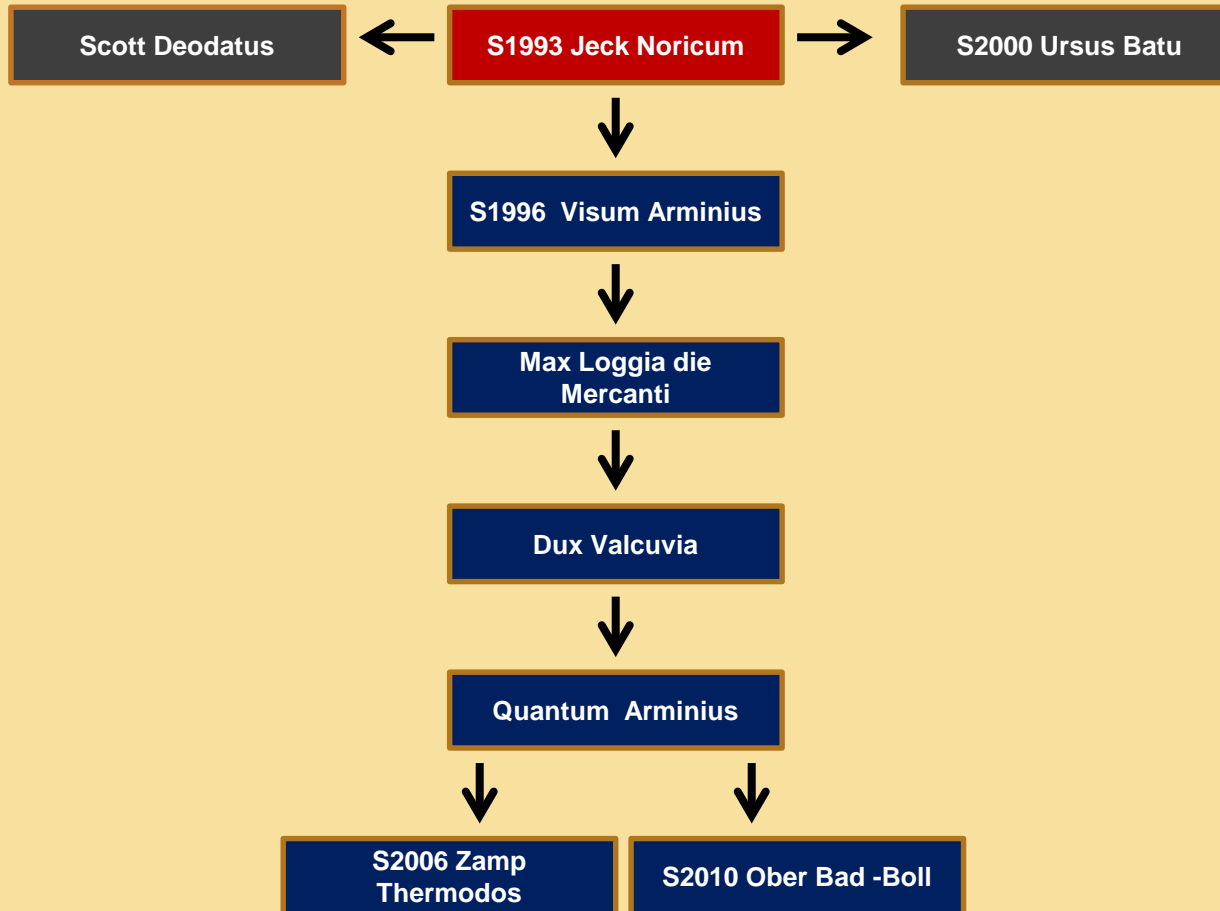 Scott Deodatus
S1993 Jeck Noricum
S2000 Ursus Batu
S1996  Visum Arminius
Max Loggia die
Mercanti
Dux Valcuvia
Quantum  Arminius
S2006 Zamp
Thermodos
S2010 Ober Bad -Boll